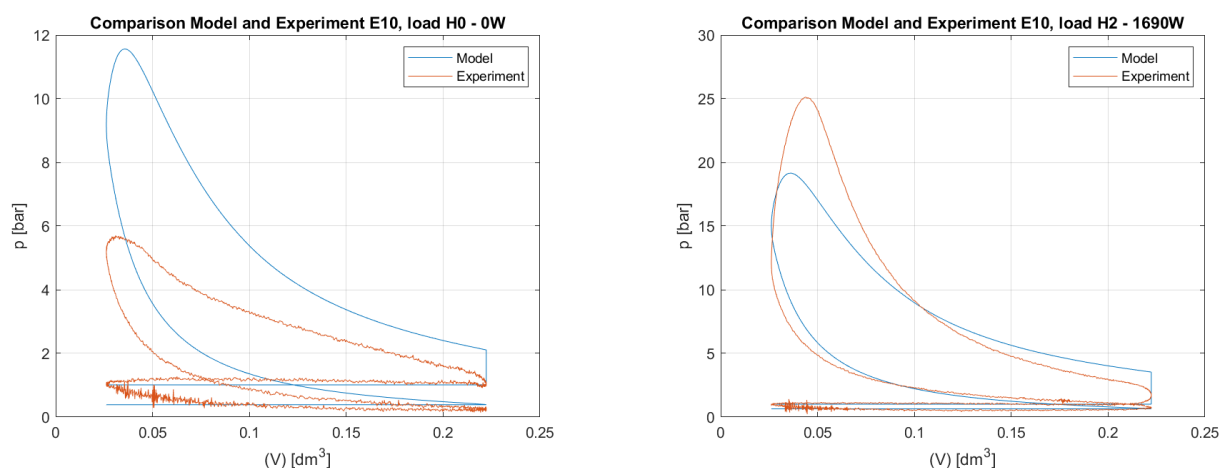 Comparison Model and Experiment E10, load H0 - 0W
Model
Experiment
12
10
8
6
4
2
0
p [bar]
0
0.05
0.1
0.15
0.2
0.25
(V) [dm³]
Comparison Model and Experiment E10, load H2 - 1690W
Model
Experiment
30
25
20
15
10
5
0
p [bar]
0
0.05
0.1
0.15
0.2
0.25
(V) [dm³]